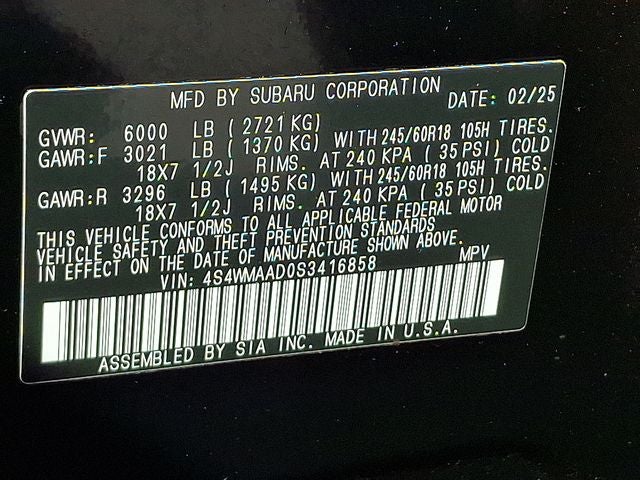 MFD BY SUBARU CORPORATION DATE: 02/25
GVWR: 6000 LB ( 2721 KG)
GAWR:F 3021 LB ( 1370 KG) WITH 245/60R18 105H TIRES.
18X7 1/2J RIMS. AT 240 KPA ( 35 PSI) COLD
GAWR:R 3296 LB ( 1495 KG) WITH 245/60R18 105H TIRES.
18X7 1/2J RIMS. AT 240 KPA ( 35 PSI) COLD
THIS VEHICLE CONFORMS TO ALL APPLICABLE FEDERAL MOTOR
VEHICLE SAFETY AND THEFT PREVENTION STANDARDS
IN EFFECT ON THE DATE OF MANUFACTURE SHOWN ABOVE.
VIN: 4S4WMAAD0S3416858 MPV
ASSEMBLED BY SIA INC. MADE IN U.S.A.